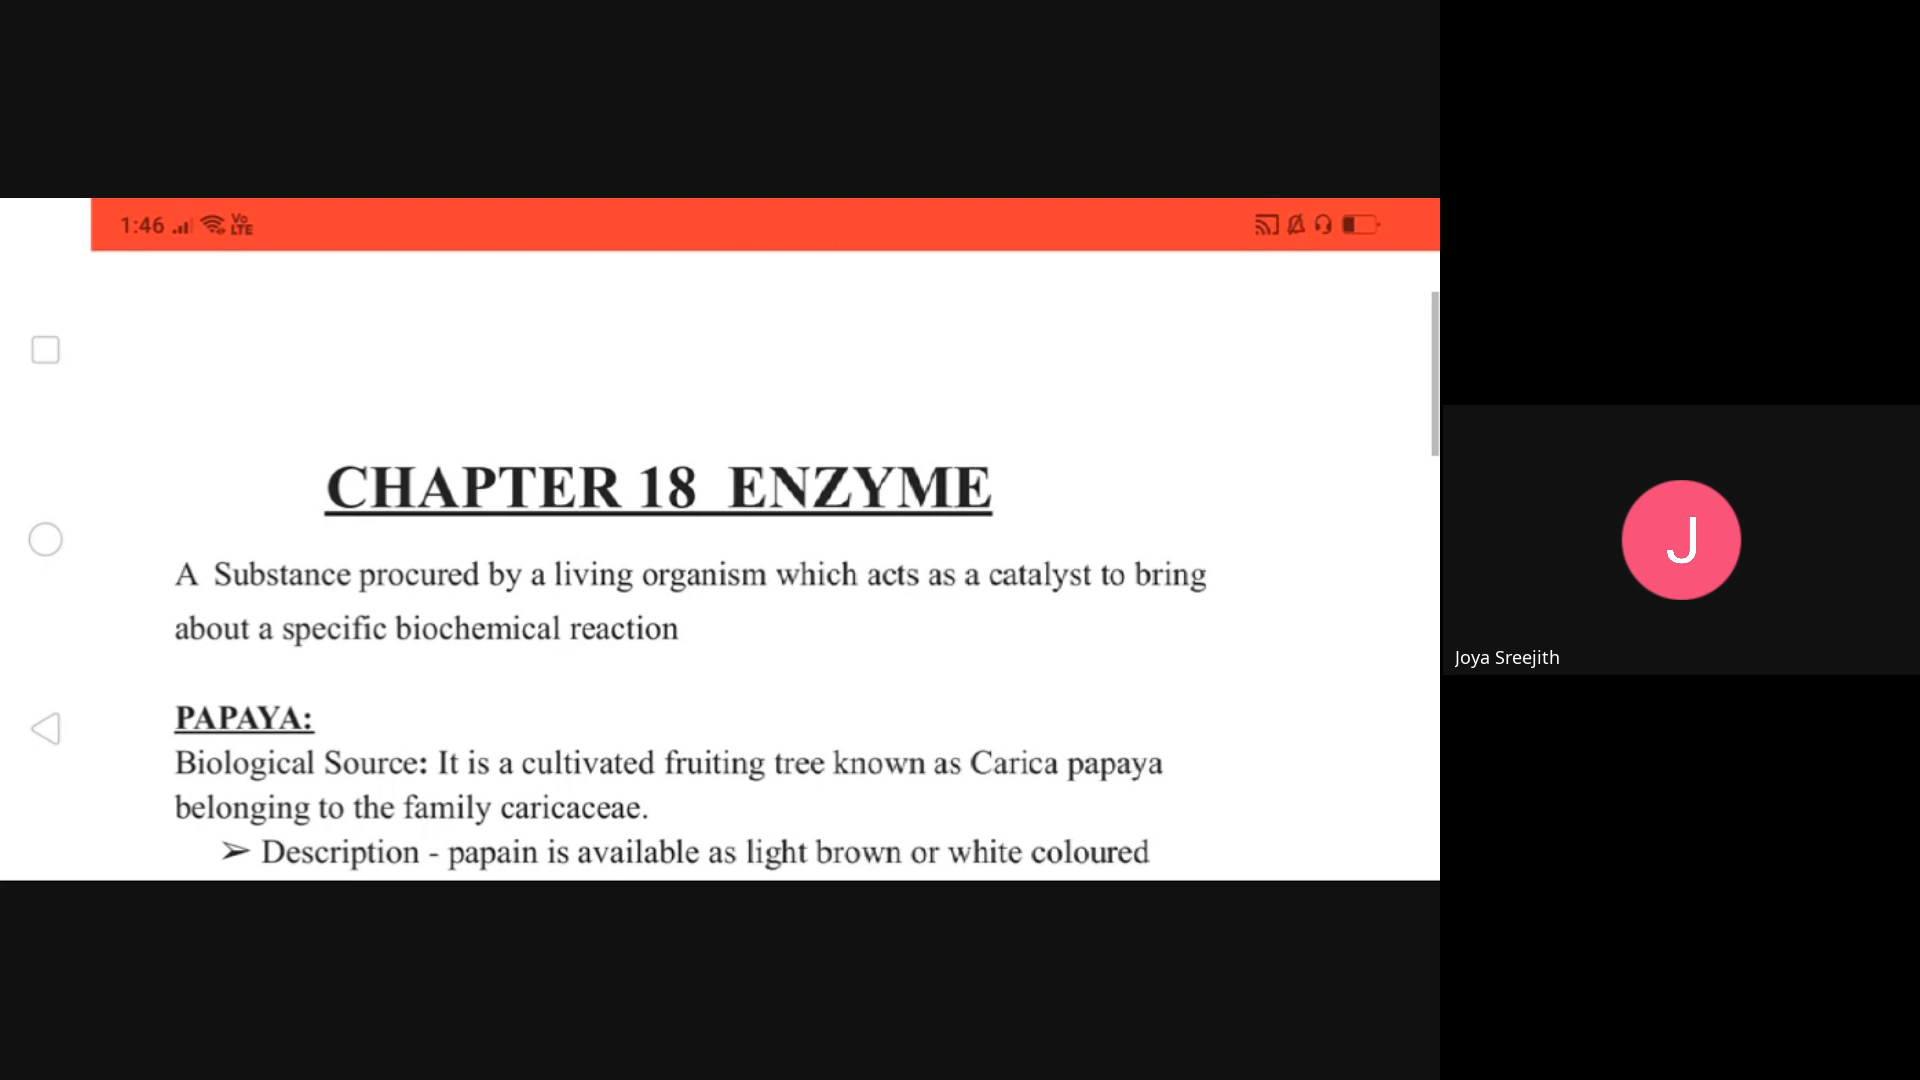 1:46 Vo LTE
CHAPTER 18 ENZYME
A Substance procured by a living organism which acts as a catalyst to bring
about a specific biochemical reaction
PAPAYA:
Biological Source: It is a cultivated fruiting tree known as Carica papaya
belonging to the family caricaceae.
➢ Description - papain is available as light brown or white coloured
J
Joya Sreejith